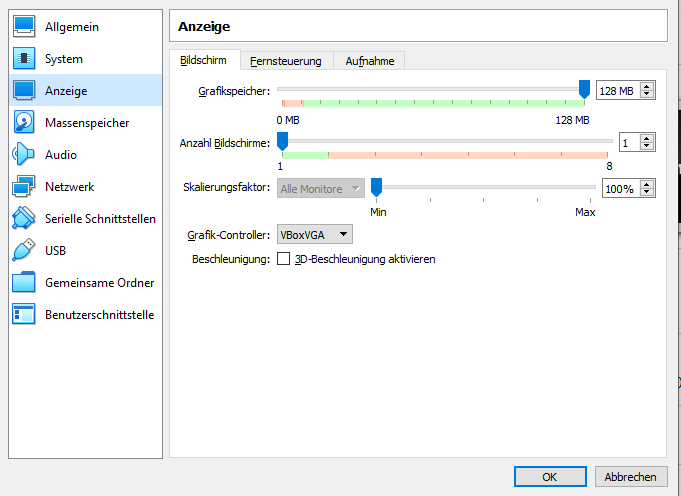 Allgemein
System
Anzeige
Massenspeicher
Audio
Netzwerk
Serielle Schnittstellen
USB
Gemeinsame Ordner
Benutzerschnittstelle
Anzeige
Bildschirm Fernsteuerung Aufnahme
Grafikspeicher: 128 MB
0 MB 128 MB
Anzahl Bildschirme: 1
1 8
Skalierungsfaktor: Alle Monitore 100%
Min Max
Grafik-Controller: VBoxVGA
Beschleunigung: 3D-Beschleunigung aktivieren
OK Abbrechen